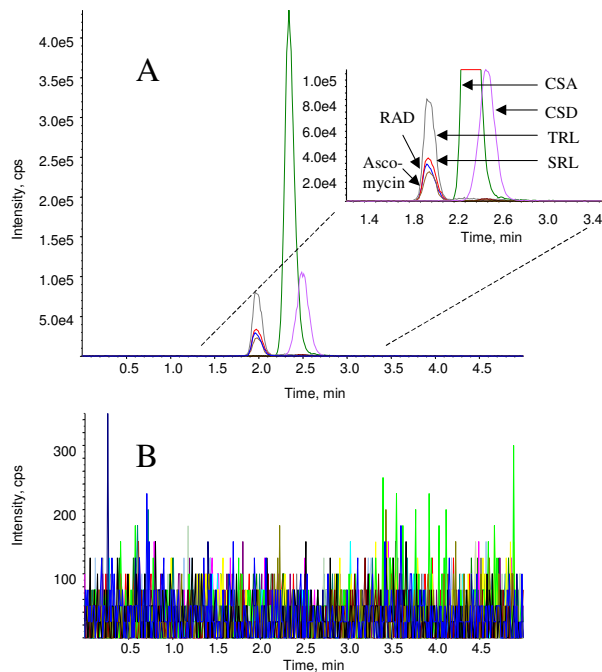 A
4.0e5
3.5e5
3.0e5
2.5e5
2.0e5
1.5e5
1.0e5
5.0e4
Intensity, cps
0.5 1.0 1.5 2.0 2.5 3.0 3.5 4.0 4.5
Time, min
1.0e5
8.0e4
6.0e4
4.0e4
2.0e4
RAD
Asco-
mycin
CSA
CSD
TRL
SRL
1.4 1.8 2.2 2.6 3.0 3.4
Time, min
B
300
200
100
Intensity, cps
0.5 1.0 1.5 2.0 2.5 3.0 3.5 4.0 4.5
Time, min